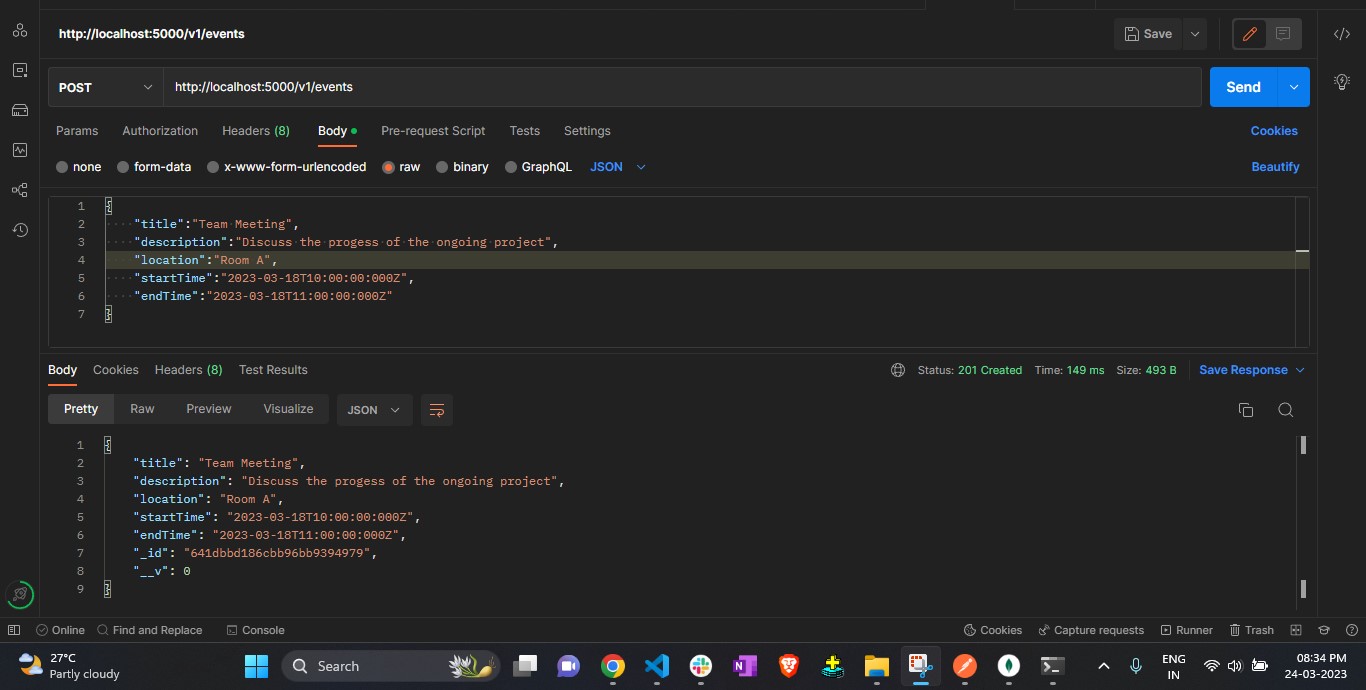 http://localhost:5000/v1/events
Save
POST
http://localhost:5000/v1/events
Send
Params Authorization Headers (8) Body Pre-request Script Tests Settings Cookies
none form-data x-www-form-urlencoded raw binary GraphQL JSON Beautify
1 {
2 "title":"Team Meeting",
3 "description":"Discuss the progess of the ongoing project",
4 "location":"Room A",
5 "startTime":"2023-03-18T10:00:00:000Z",
6 "endTime":"2023-03-18T11:00:00:000Z"
7 }
Body Cookies Headers (8) Test Results Status: 201 Created Time: 149 ms Size: 493 B Save Response
Pretty Raw Preview Visualize JSON
1 {
2 "title": "Team Meeting",
3 "description": "Discuss the progess of the ongoing project",
4 "location": "Room A",
5 "startTime": "2023-03-18T10:00:00:000Z",
6 "endTime": "2023-03-18T11:00:00:000Z",
7 "_id": "641dbbd186cbb96bb9394979",
8 "__v": 0
9 }
Online Find and Replace Console Cookies Capture requests Runner Trash
27°C
Partly cloudy
Search
N
ENG
IN
08:34 PM
24-03-2023